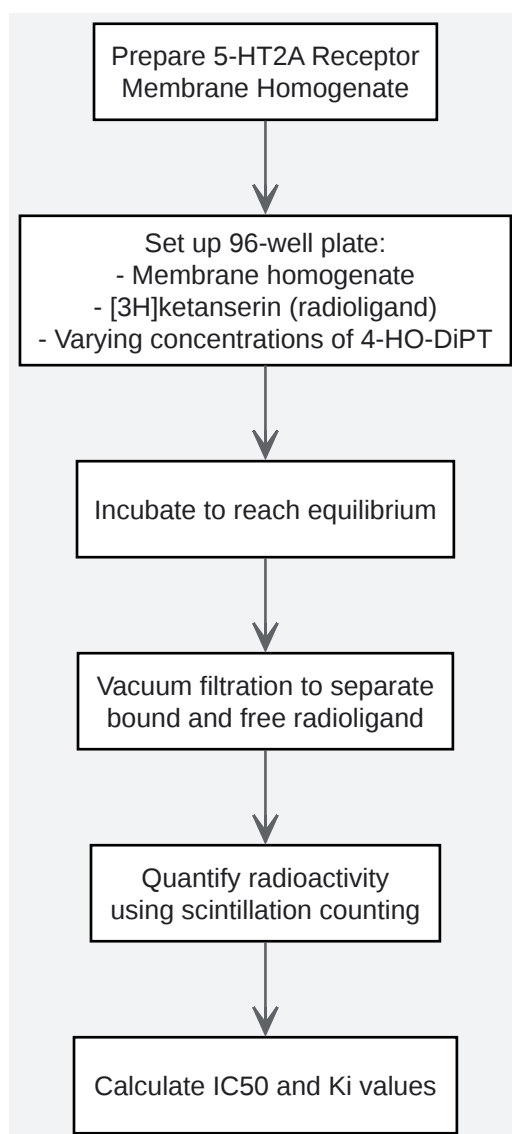 Prepare 5-HT2A Receptor
Membrane Homogenate
Set up 96-well plate:
- Membrane homogenate
- [3H]ketanserin (radioligand)
- Varying concentrations of 4-HO-DiPT
Incubate to reach equilibrium
Vacuum filtration to separate
bound and free radioligand
Quantify radioactivity
using scintillation counting
Calculate IC50 and Ki values